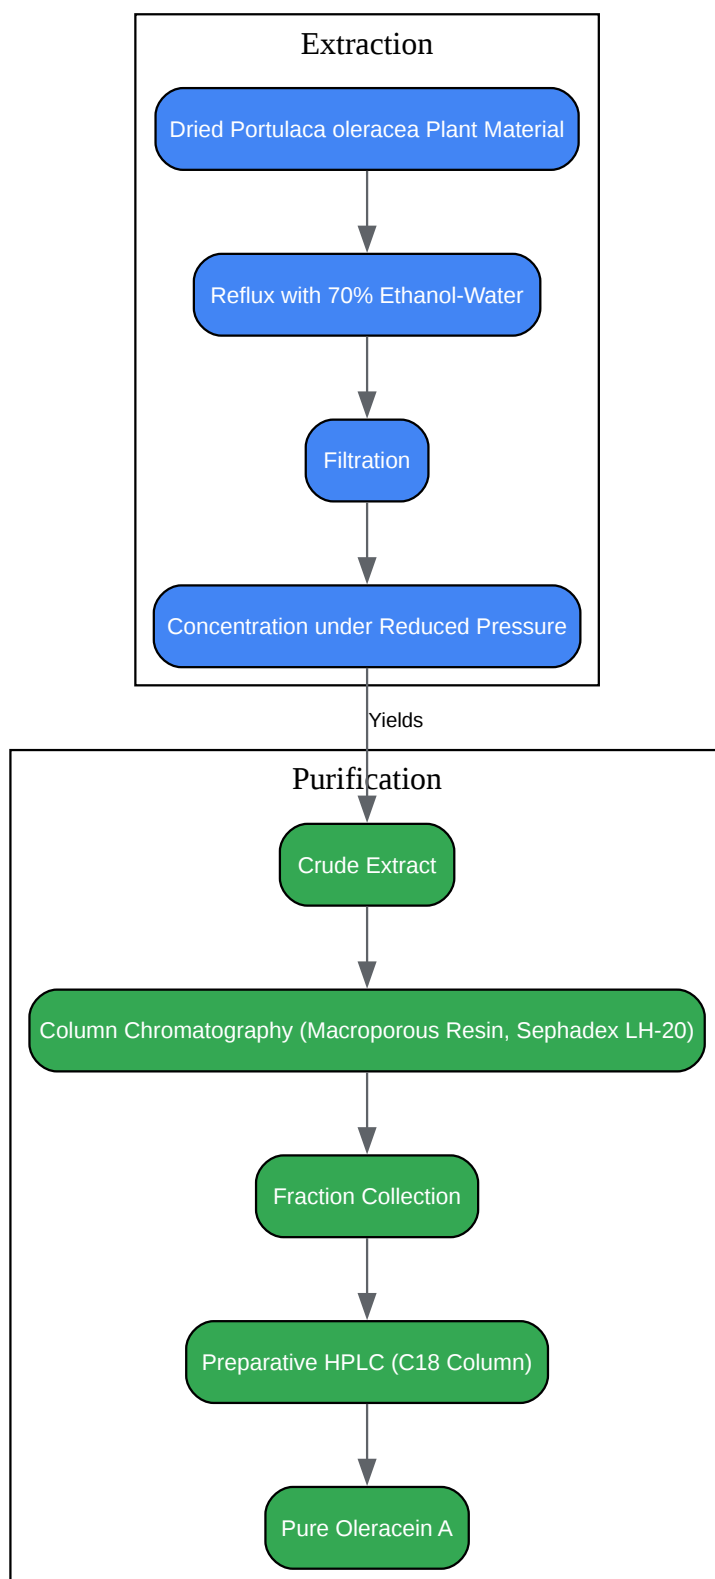 Extraction
Dried Portulaca oleracea Plant Material
Reflux with 70% Ethanol-Water
Filtration
Concentration under Reduced Pressure
Yields
Purification
Crude Extract
Column Chromatography (Macroporous Resin, Sephadex LH-20)
Fraction Collection
Preparative HPLC (C18 Column)
Pure Oleracein A